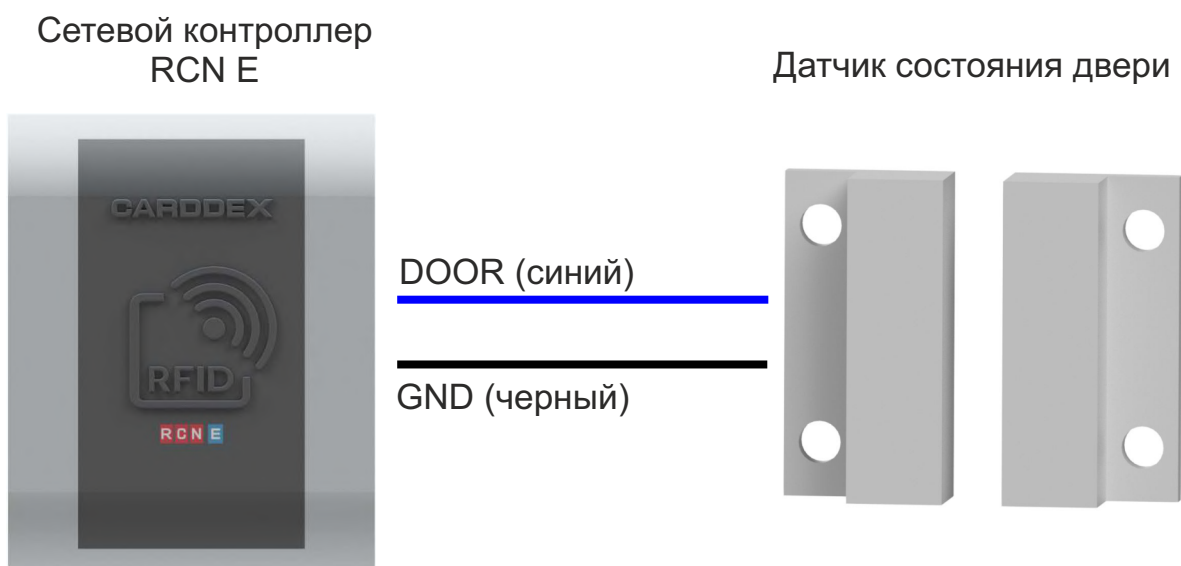 Сетевой контроллер
RCN E
Датчик состояния двери
CARDDEX
DOOR (синий)
GND (черный)
RFID
RCN E